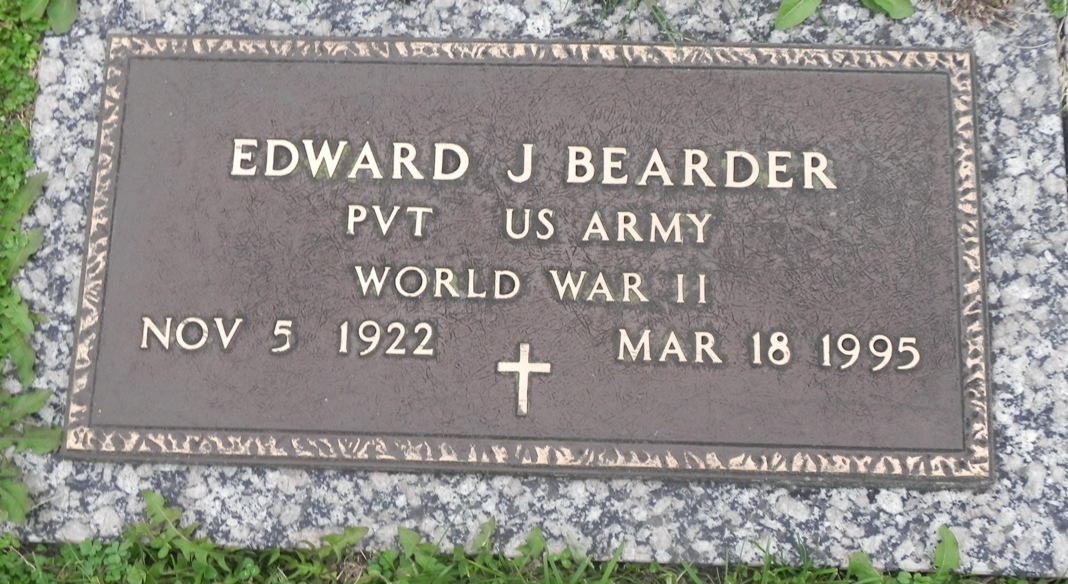 EDWARD J BEARDER
PVT US ARMY
WORLD WAR II
NOV 5 1922 MAR 18 1995